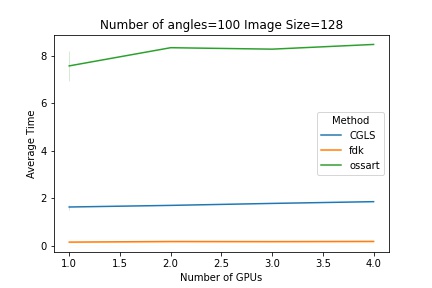 Number of angles=100 Image Size=128
Average Time
8
6
4
2
0
Method
CGLS
fdk
ossart
1.0 1.5 2.0 2.5 3.0 3.5 4.0
Number of GPUs